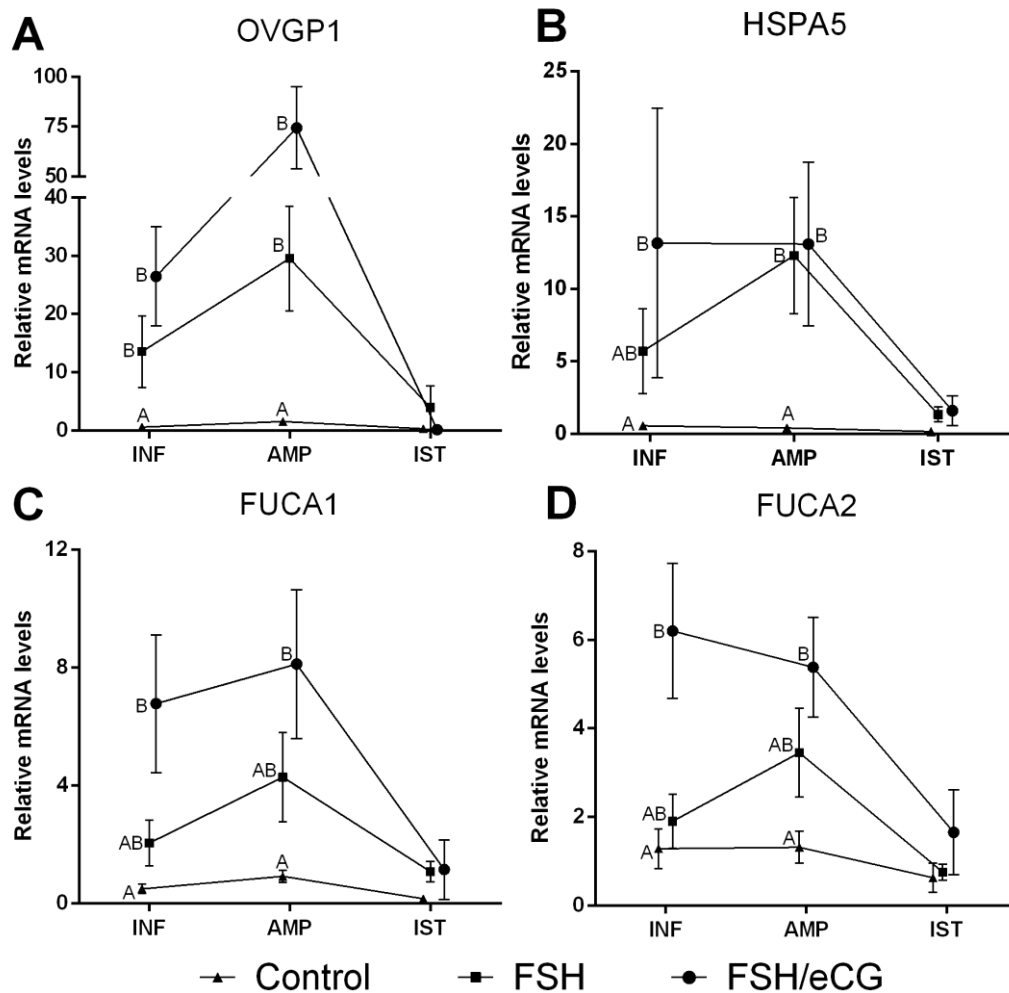 A
OVGP1
Relative mRNA levels
100
75
50
40
30
20
10
0
B
B
B
B
A
A
INF
AMP
IST
B
HSPA5
Relative mRNA levels
25
20
15
10
5
0
B
B
B
AB
A
A
INF
AMP
IST
C
FUCA1
Relative mRNA levels
12
8
4
0
B
B
AB
AB
A
A
INF
AMP
IST
D
FUCA2
Relative mRNA levels
8
6
4
2
0
B
B
AB
AB
A
A
INF
AMP
IST
Control
FSH
FSH/eCG